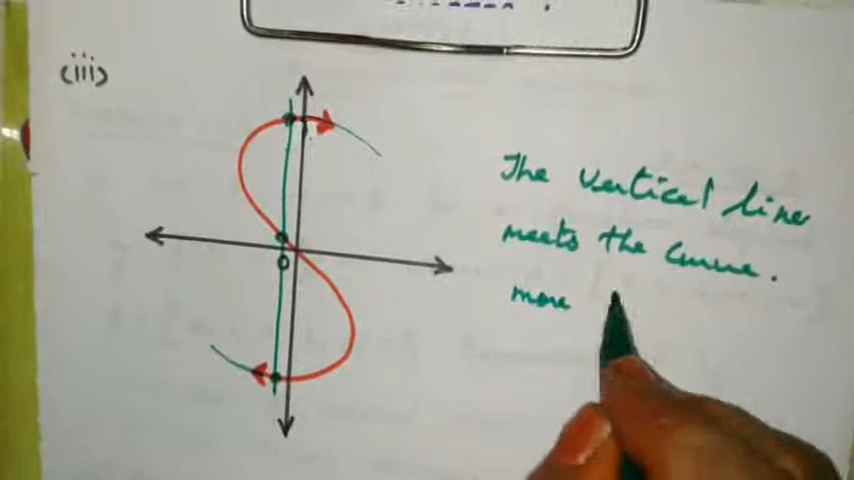 (iii)
The vertical line
meets the curve.
more
O